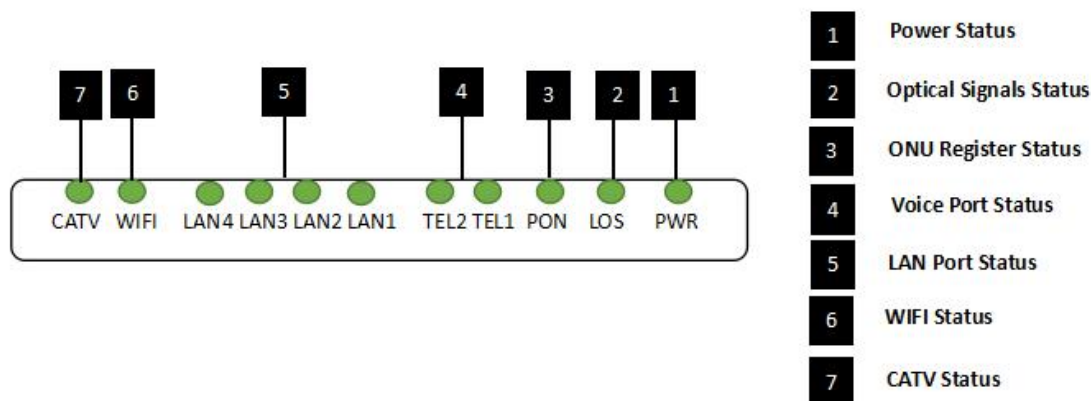 7 6 5 4 3 2 1
CATV WIFI LAN4 LAN3 LAN2 LAN1 TEL2 TEL1 PON LOS PWR
1 Power Status
2 Optical Signals Status
3 ONU Register Status
4 Voice Port Status
5 LAN Port Status
6 WIFI Status
7 CATV Status